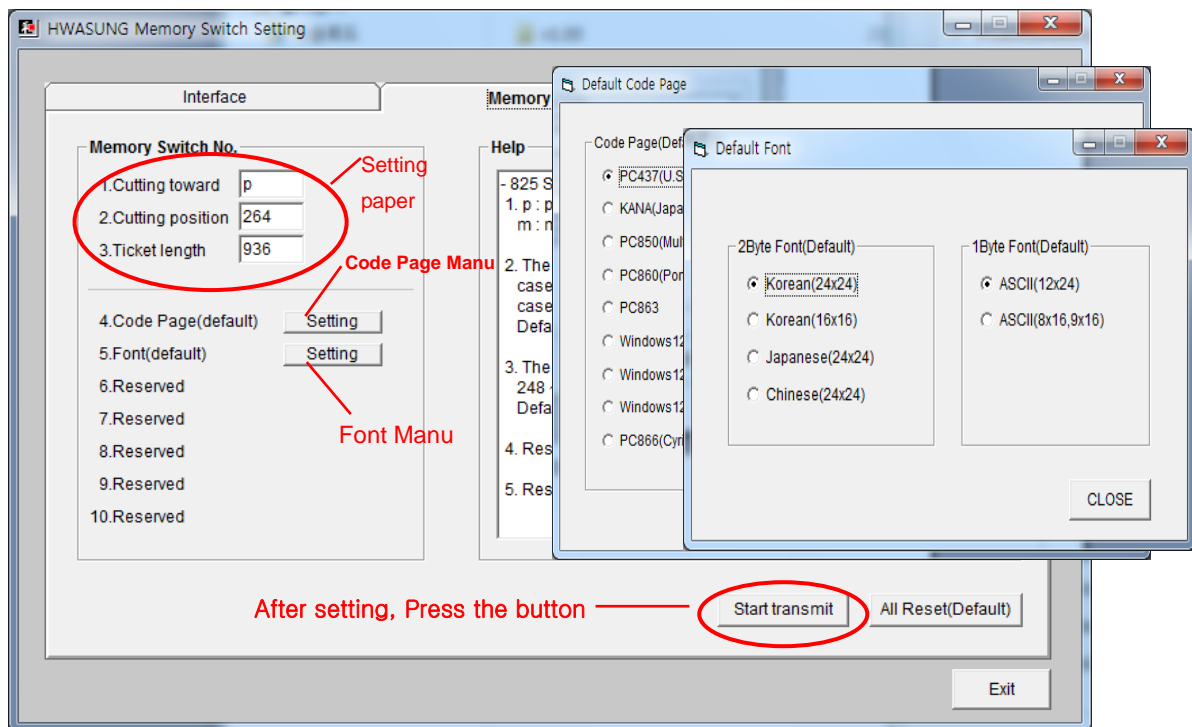 HWASUNG Memory Switch Setting
Interface
Memory
Memory Switch No.
1.Cutting toward p
2.Cutting position 264
3.Ticket length 936
Setting
paper
Code Page Manu
4.Code Page(default) Setting
5.Font(default) Setting
6.Reserved
7.Reserved
8.Reserved
9.Reserved
10.Reserved
Font Manu
Help
- 825 S
1. p : p
m : m
2. The
case
case
Defa
3. The
248 ~
Defa
4. Res
5. Res
Default Code Page
Code Page(Def
PC437(U.S
KANA(Japa
PC850(Mul
PC860(Por
PC863
Windows12
Windows12
Windows12
PC866(Cyri
Default Font
2Byte Font(Default)
Korean(24x24)
Korean(16x16)
Japanese(24x24)
Chinese(24x24)
1Byte Font(Default)
ASCII(12x24)
ASCII(8x16,9x16)
CLOSE
After setting, Press the button
Start transmit
All Reset(Default)
Exit